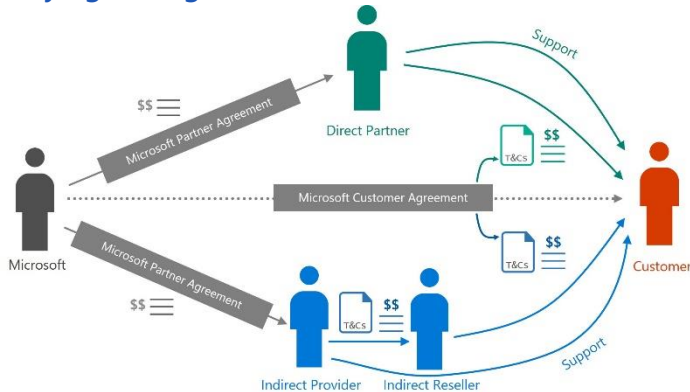 Support
$$
Microsoft Partner Agreement
Direct Partner
$$
T&Cs
Microsoft Customer Agreement
Microsoft
$$
T&Cs
Customer
Microsoft Partner Agreement
$$
$$
T&Cs
Support
Indirect Provider
Indirect Reseller